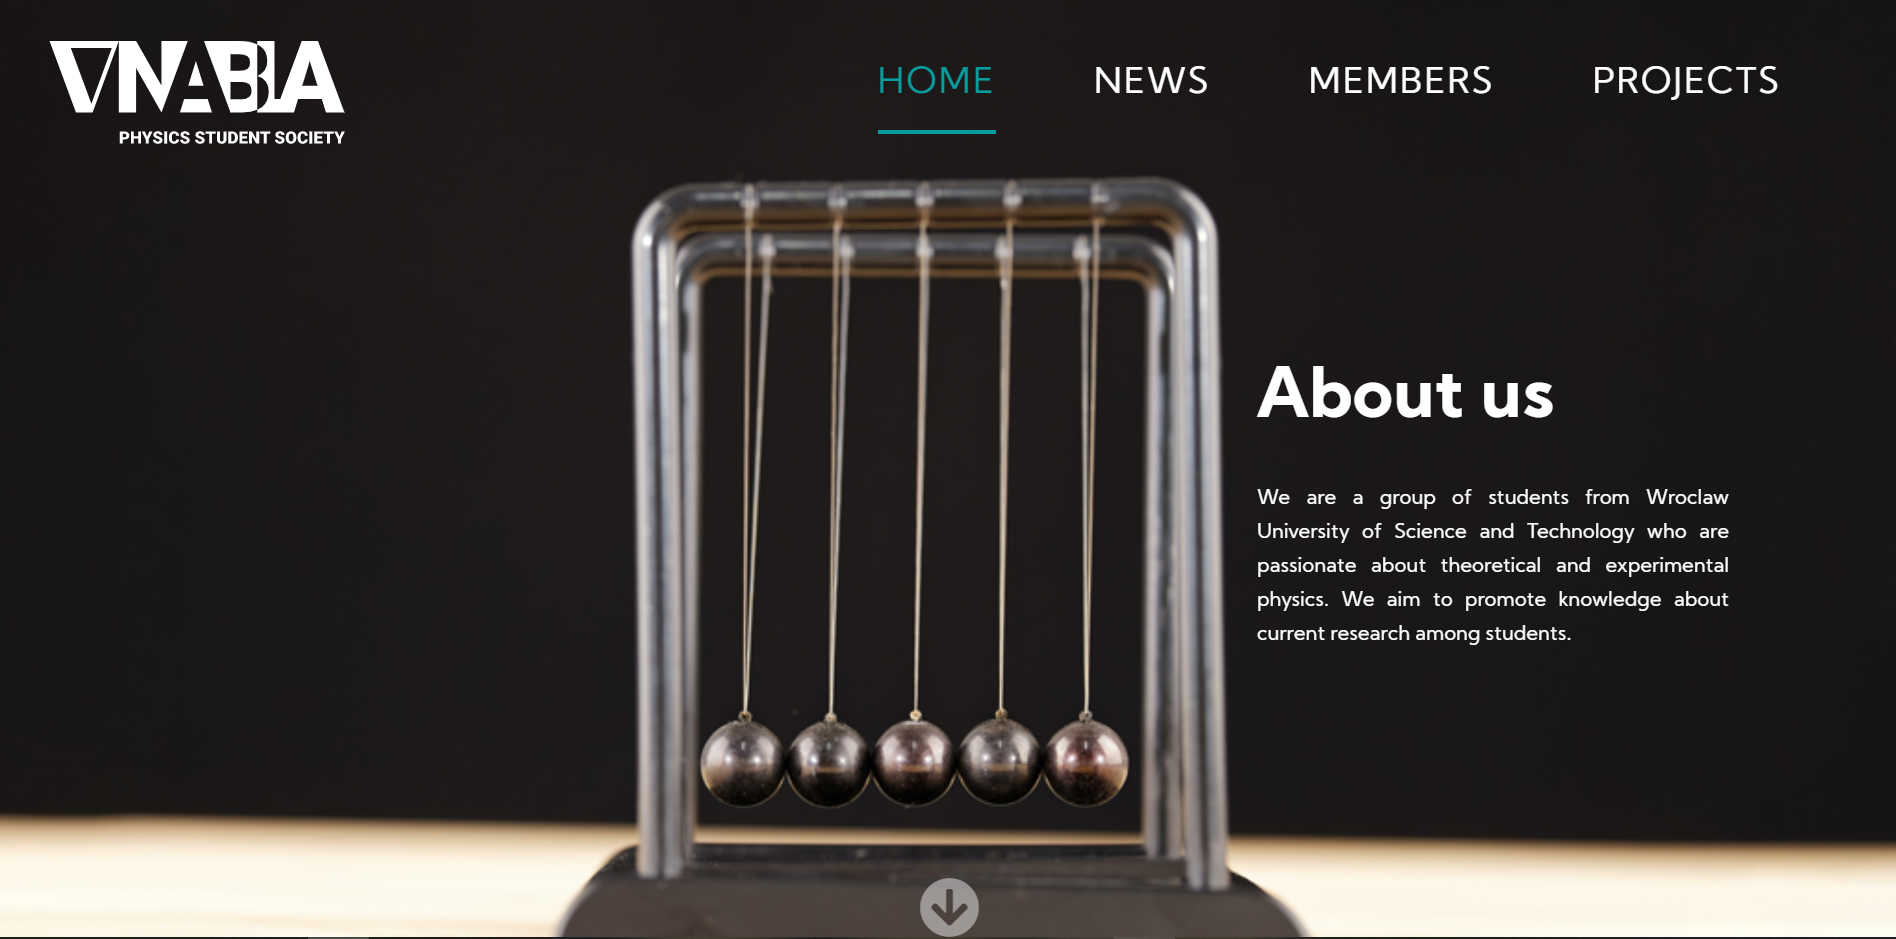 ∇NABLA
PHYSICS STUDENT SOCIETY
HOME NEWS MEMBERS PROJECTS
About us
We are a group of students from Wroclaw
University of Science and Technology who are
passionate about theoretical and experimental
physics. We aim to promote knowledge about
current research among students.